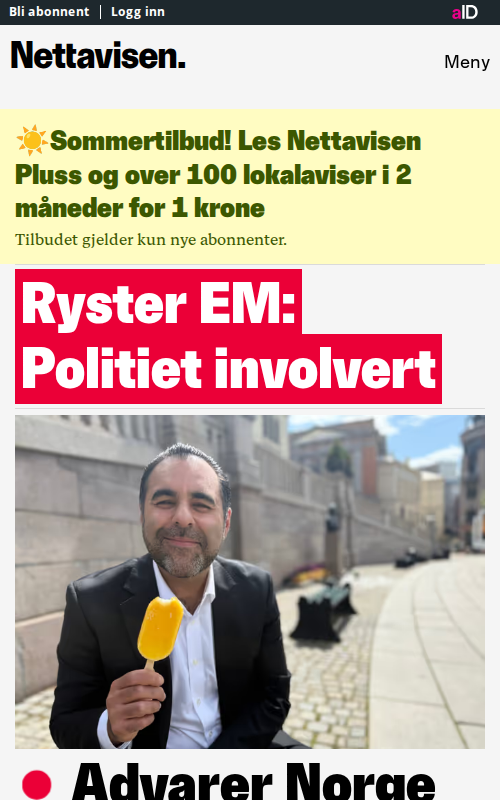 Bli abonnent | Logg inn
aID
Nettavisen.
Meny
☀️Sommertilbud! Les Nettavisen
Pluss og over 100 lokalaviser i 2
måneder for 1 krone
Tilbudet gjelder kun nye abonnenter.
Ryster EM:
Politiet involvert
Advarer Norge